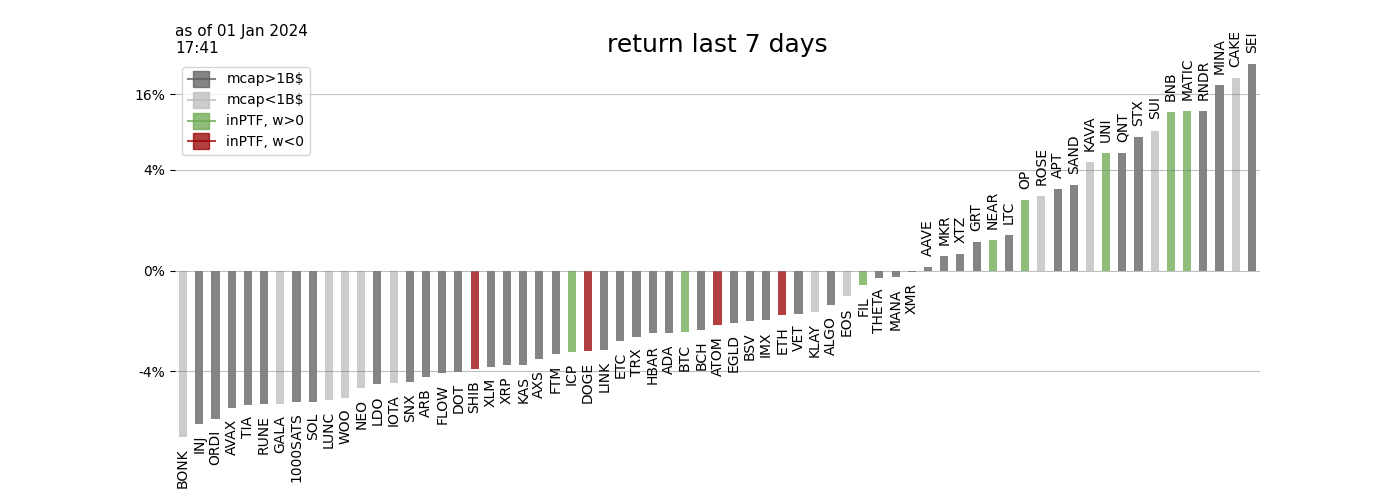 as of 01 Jan 2024
17:41
return last 7 days
mcap>1B$
mcap<1B$
inPTF, w>0
inPTF, w<0
16%
4%
0%
-4%
BONK
INJ
ORDI
AVAX
TIA
RUNE
GALA
1000SATS
SOL
LUNC
WOO
NEO
LDO
IOTA
SNX
ARB
FLOW
DOT
SHIB
XLM
XRP
KAS
AXS
FTM
ICP
DOGE
LINK
ETC
TRX
HBAR
ADA
BTC
BCH
ATOM
EGLD
BSV
IMX
ETH
VET
KLAY
ALGO
EOS
FIL
THETA
MANA
XMR
AAVE
MKR
XTZ
GRT
NEAR
LTC
OP
ROSE
APT
SAND
KAVA
UNI
QNT
STX
SUI
BNB
MATIC
RNDR
MINA
CAKE
SEI